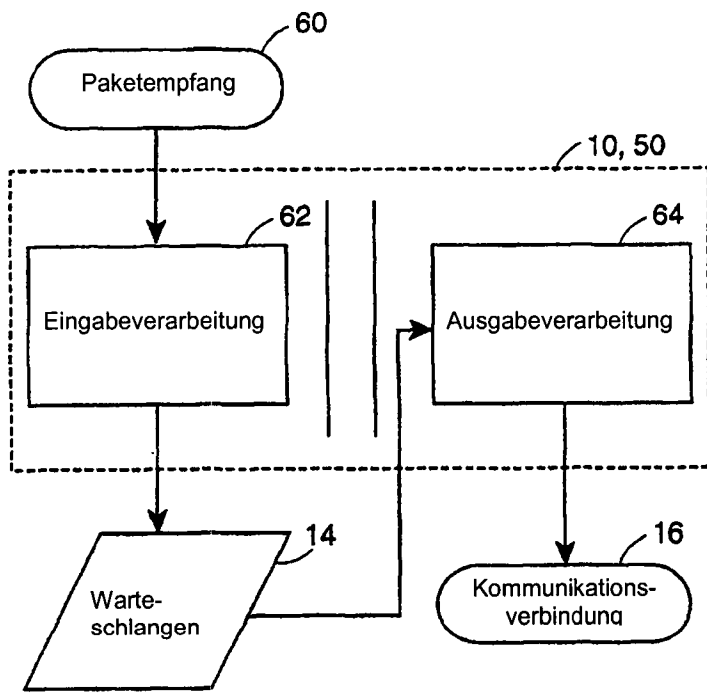 60
Paketempfang
10, 50
62
64
Eingabeverarbeitung
Ausgabeverarbeitung
14
16
Warte-
schlangen
Kommunikations-
verbindung